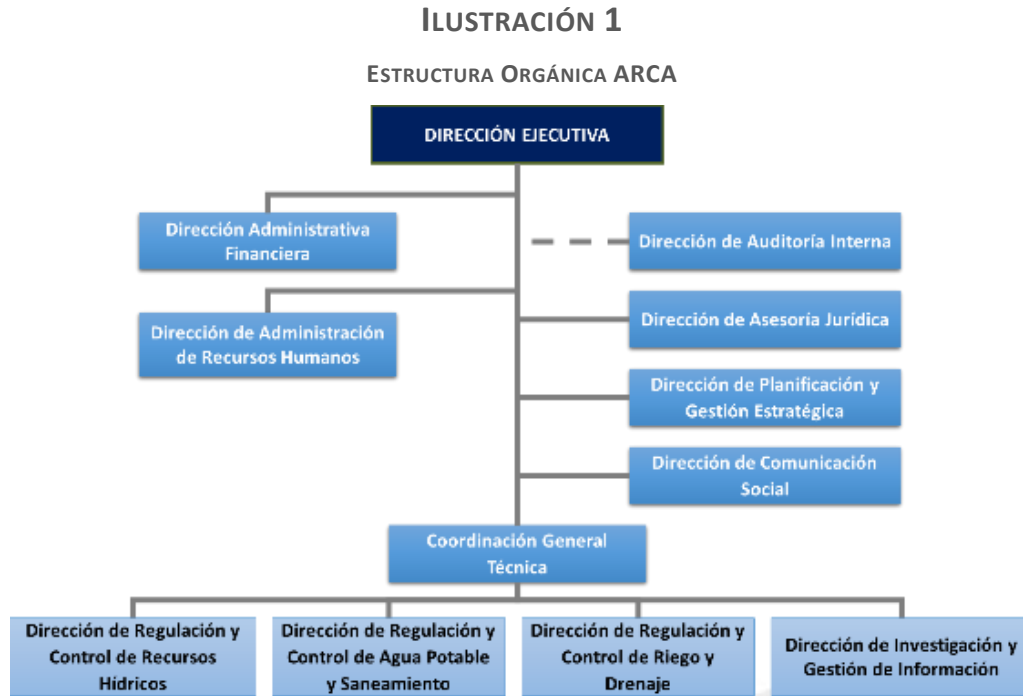 ILUSTRACIÓN 1
ESTRUCTURA ORGÁNICA ARCA
DIRECCIÓN EJECUTIVA
Dirección Administrativa
Financiera
Dirección de Auditoría Interna
Dirección de Administración
de Recursos Humanos
Dirección de Asesoría Jurídica
Dirección de Planificación y
Gestión Estratégica
Dirección de Comunicación
Social
Coordinación General
Técnica
Dirección de Regulación y
Control de Recursos
Hídricos
Dirección de Regulación y
Control de Agua Potable
y Saneamiento
Dirección de Regulación y
Control de Riego y
Drenaje
Dirección de Investigación y
Gestión de Información